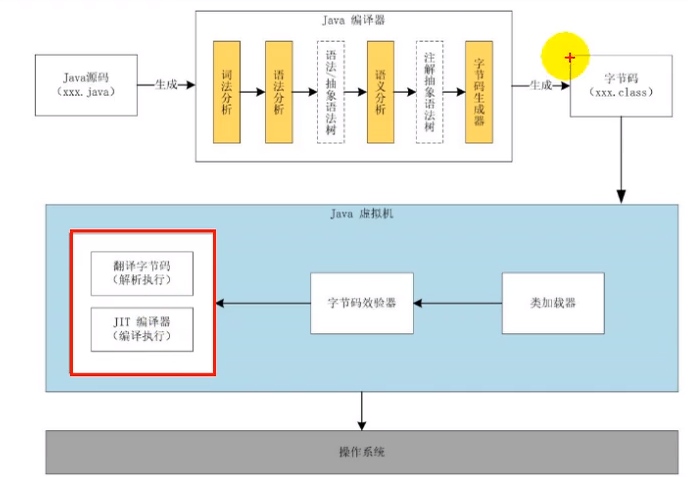 Java 编译器
Java源码
（xxx.java）
生成
词法分析
语法分析
语法/抽象语法树
语义分析
注解抽象语法树
字节码生成器
生成
字节码
（xxx.class）
Java 虚拟机
翻译字节码
（解析执行）
JIT 编译器
（编译执行）
字节码效验器
类加载器
操作系统